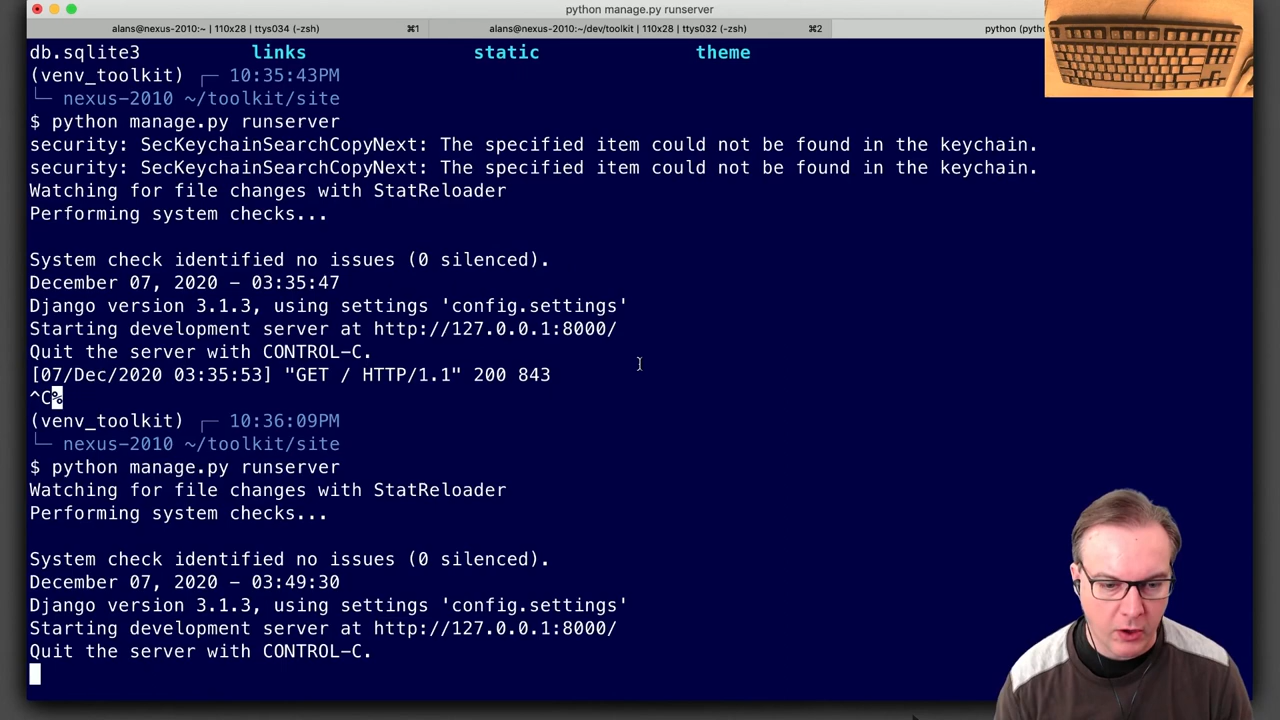 python manage.py runserver
alans@nexus-2010:~ | 110x28 | ttys034 (-zsh) ⌘1 alans@nexus-2010:~/dev/toolkit | 110x28 | ttys032 (-zsh) ⌘2 python (pytho
db.sqlite3 links static theme
(venv_toolkit) ┌─ 10:35:43PM
└─ nexus-2010 ~/toolkit/site
$ python manage.py runserver
security: SecKeychainSearchCopyNext: The specified item could not be found in the keychain.
security: SecKeychainSearchCopyNext: The specified item could not be found in the keychain.
Watching for file changes with StatReloader
Performing system checks...
System check identified no issues (0 silenced).
December 07, 2020 - 03:35:47
Django version 3.1.3, using settings 'config.settings'
Starting development server at http://127.0.0.1:8000/
Quit the server with CONTROL-C.
[07/Dec/2020 03:35:53] "GET / HTTP/1.1" 200 843
^C%
(venv_toolkit) ┌─ 10:36:09PM
└─ nexus-2010 ~/toolkit/site
$ python manage.py runserver
Watching for file changes with StatReloader
Performing system checks...
System check identified no issues (0 silenced).
December 07, 2020 - 03:49:30
Django version 3.1.3, using settings 'config.settings'
Starting development server at http://127.0.0.1:8000/
Quit the server with CONTROL-C.